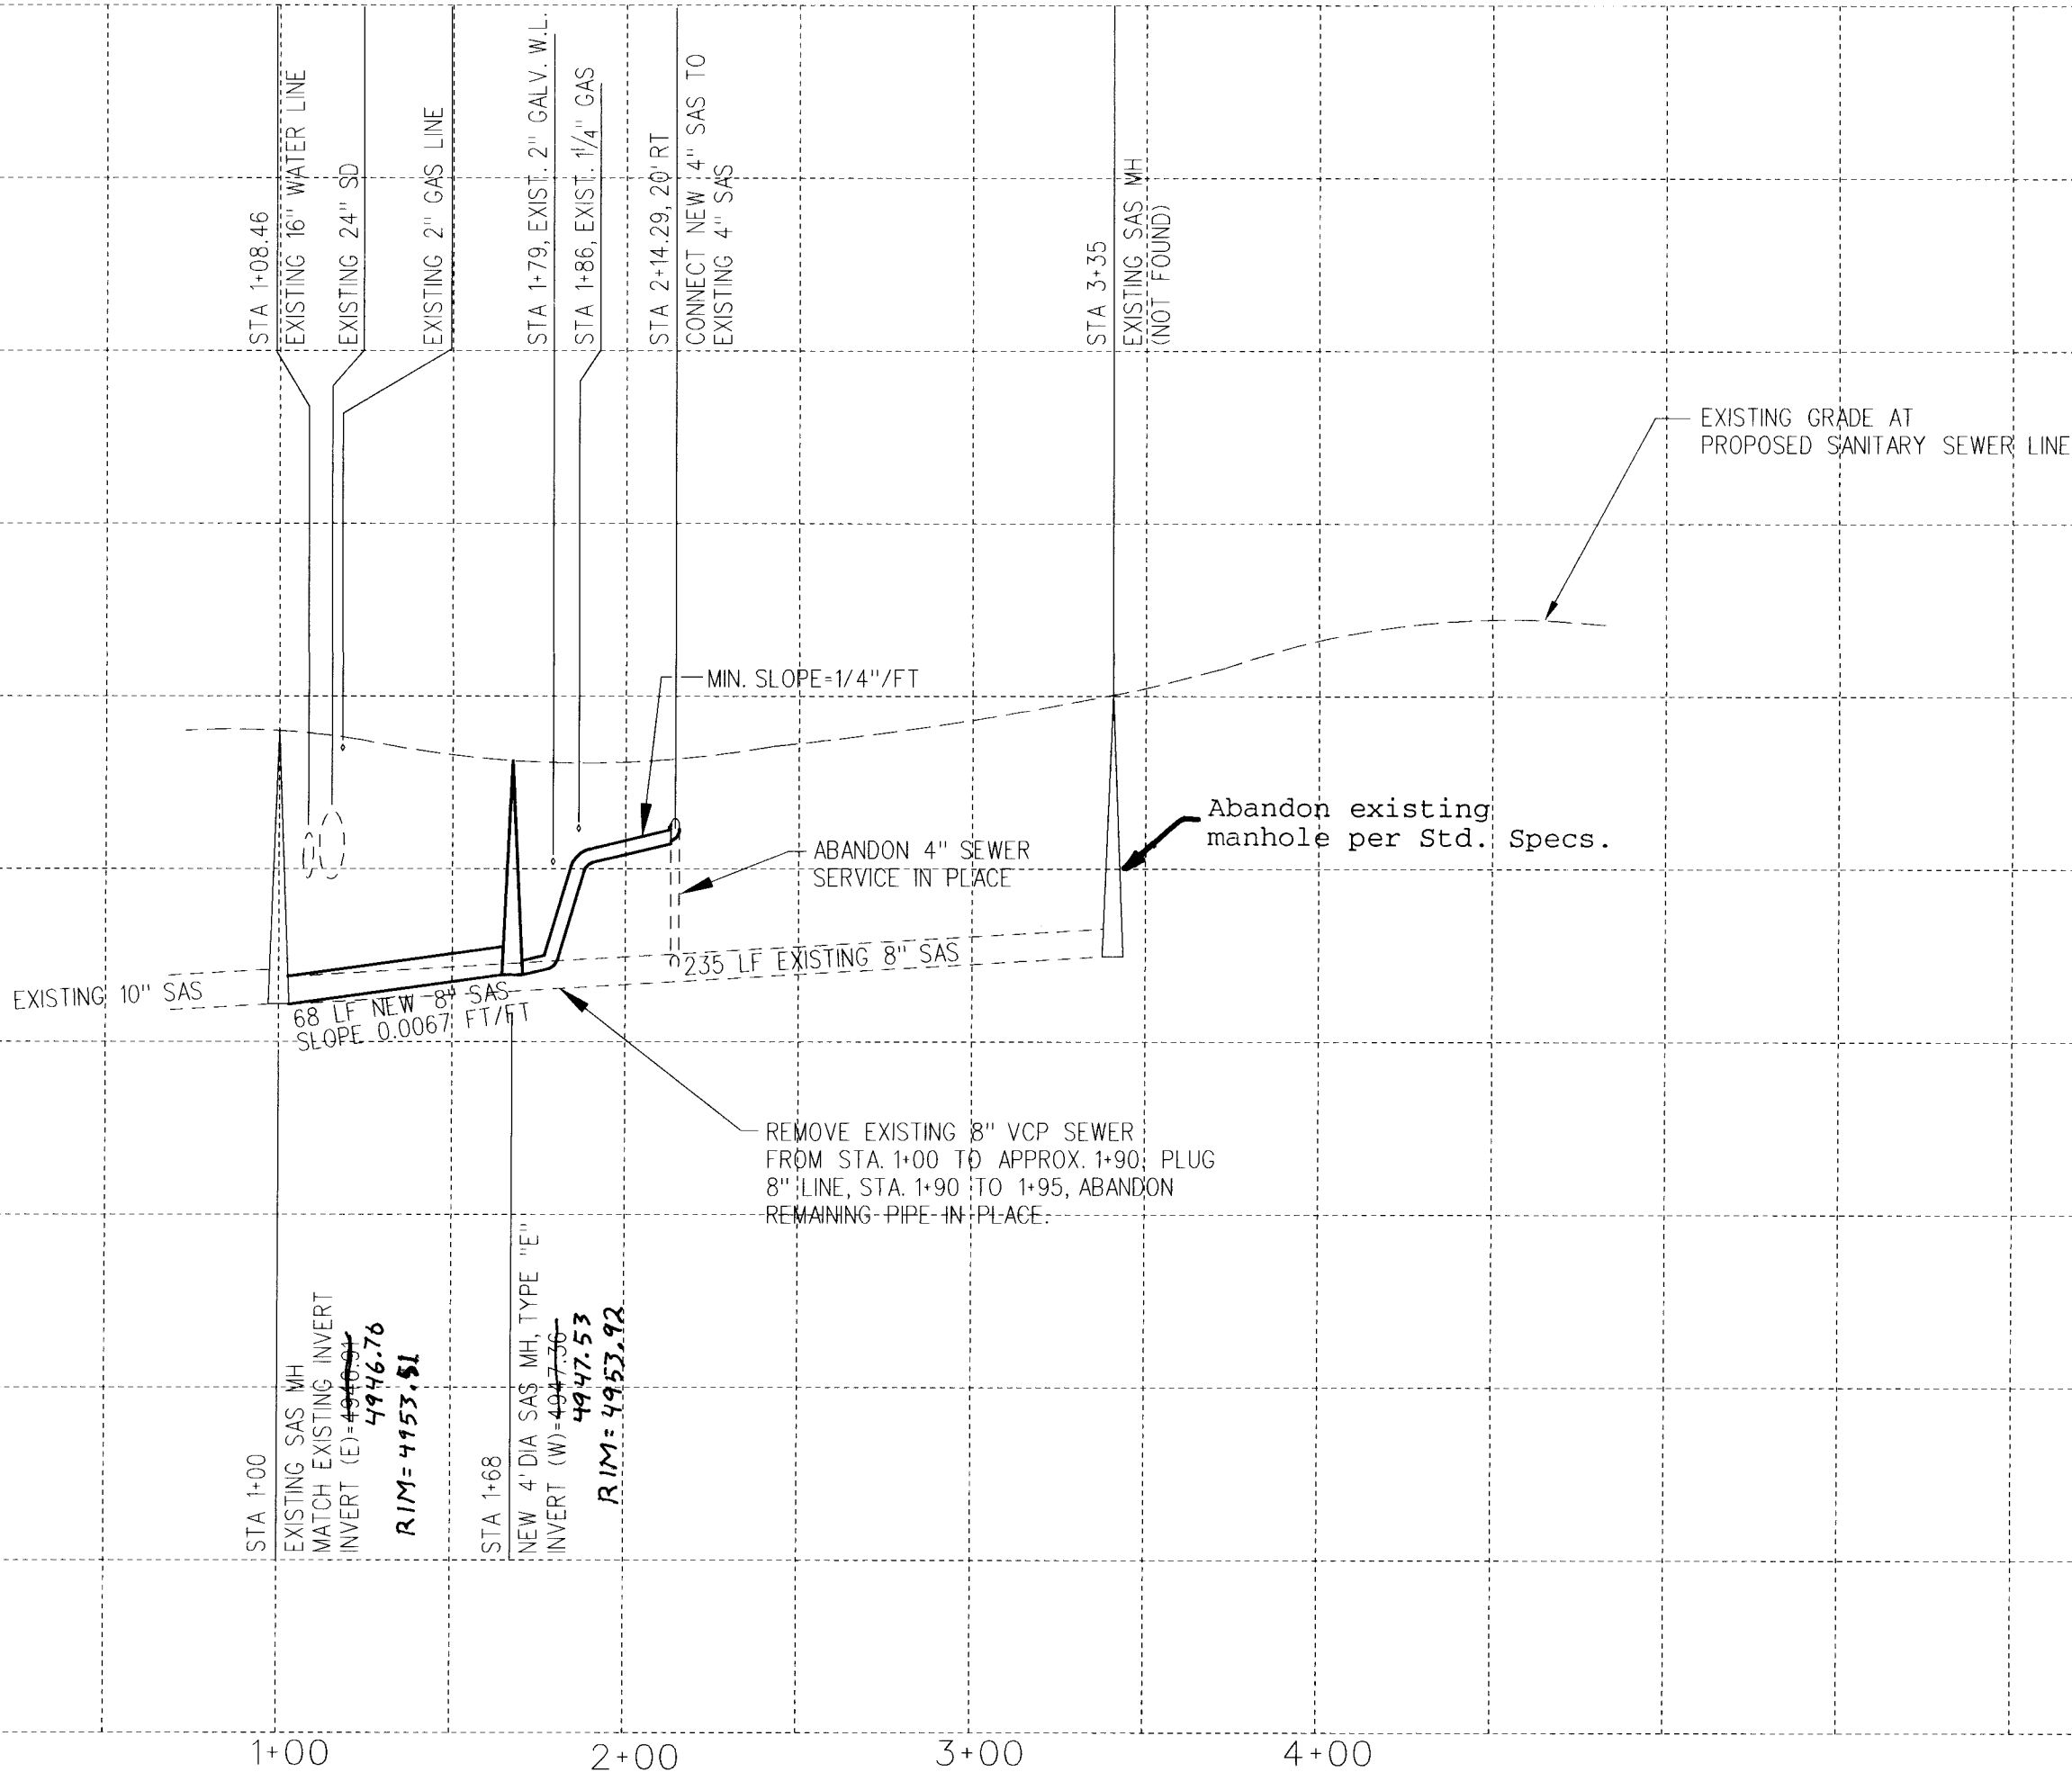 STA 1+08.46
EXISTING 16" WATER LINE
EXISTING 24" SD
EXISTING 2" GAS LINE
STA 1+79, EXIST. 2" GALV. W.L.
STA 1+86, EXIST. 1 1/4" GAS
STA 2+14.29, 20' RT
CONNECT NEW 4" SAS TO
EXISTING 4" SAS
STA 3+35
EXISTING SAS MH
(NOT FOUND)
EXISTING GRADE AT
PROPOSED SANITARY SEWER LINE
MIN. SLOPE=1/4"/FT
Abandon existing
manhole per Std. Specs.
ABANDON 4" SEWER
SERVICE IN PLACE
235 LF EXISTING 8" SAS
EXISTING 10" SAS
68 LF NEW 8" SAS
SLOPE 0.0067 FT/FT
REMOVE EXISTING 8" VCP SEWER
FROM STA. 1+00 TO APPROX. 1+90, PLUG
8" LINE, STA. 1+90 TO 1+95, ABANDON
REMAINING PIPE IN PLACE.
STA 1+00
EXISTING SAS MH
MATCH EXISTING INVERT
INVERT (E)=4946.91
4946.76
RIM=4953.51
STA 1+68
NEW 4' DIA SAS MH, TYPE "E"
INVERT (W)=4947.36
4947.53
RIM=4953.92
1+00
2+00
3+00
4+00